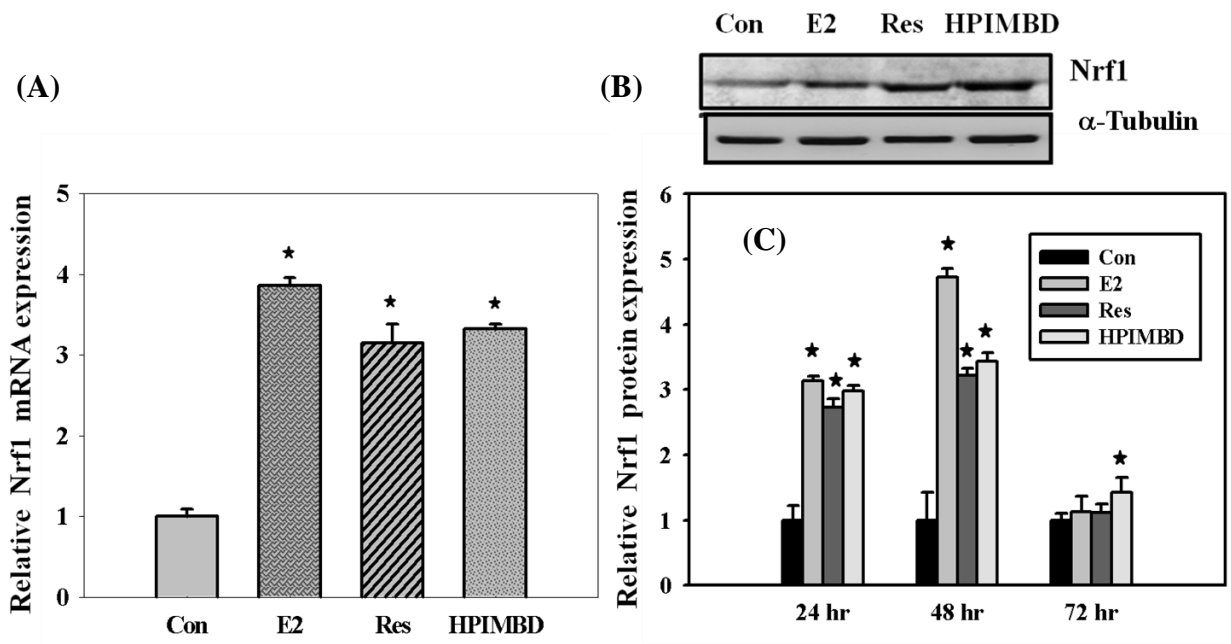 (A)
Relative Nrf1 mRNA expression
5
4
3
2
1
0
Con E2 Res HPIMBD
(B)
Con E2 Res HPIMBD
Nrf1
α-Tubulin
(C)
Relative Nrf1 protein expression
6
5
4
3
2
1
0
Con
E2
Res
HPIMBD
24 hr 48 hr 72 hr